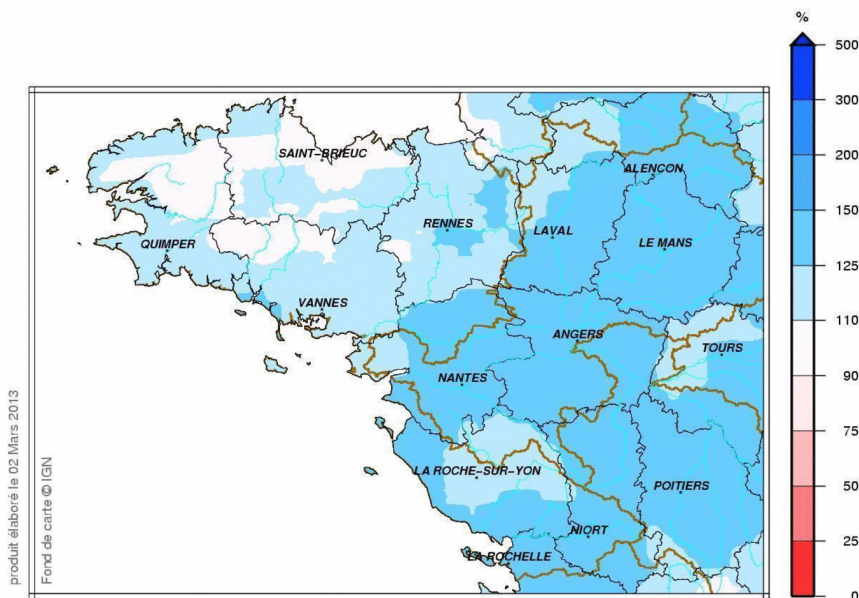 %
500
300
200
150
125
110
90
75
50
25
0
SAINT-BRIEUC
ALENCON
RENNES
LAVAL
LE MANS
QUIMPER
VANNES
ANGERS
TOURS
NANTES
LA ROCHE-SUR-YON
POITIERS
NIORT
LA ROCHELLE
produit élaboré le 02 Mars 2013
Fond de carte © IGN